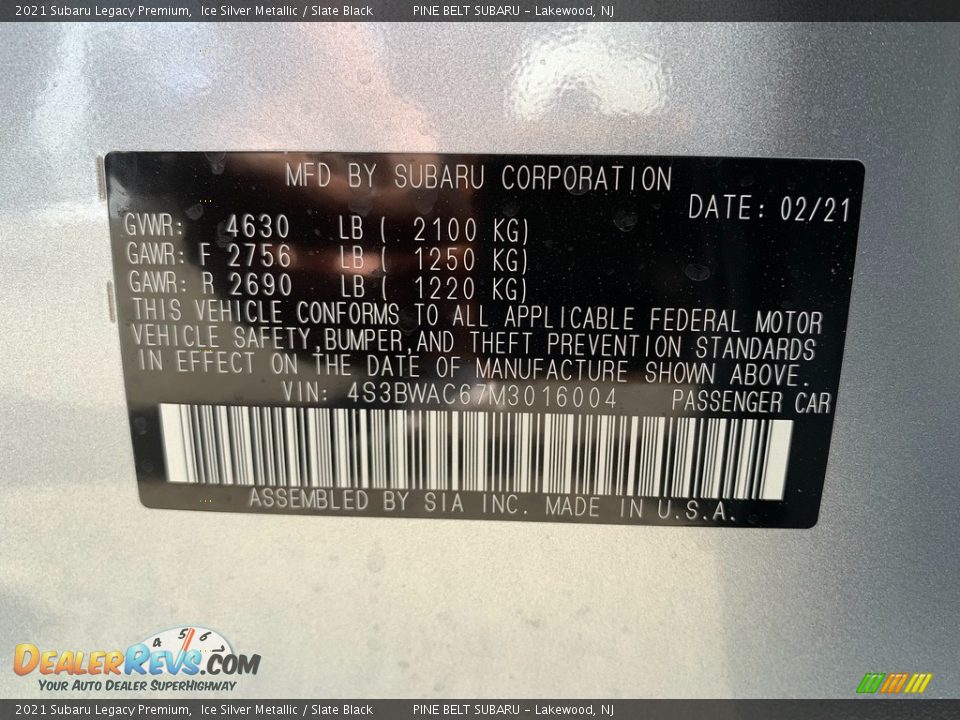 2021 Subaru Legacy Premium, Ice Silver Metallic / Slate Black PINE BELT SUBARU - Lakewood, NJ
MFD BY SUBARU CORPORATION
DATE: 02/21
GVWR: 4630 LB ( 2100 KG)
GAWR: F 2756 LB ( 1250 KG)
GAWR: R 2690 LB ( 1220 KG)
THIS VEHICLE CONFORMS TO ALL APPLICABLE FEDERAL MOTOR
VEHICLE SAFETY,BUMPER,AND THEFT PREVENTION STANDARDS
IN EFFECT ON THE DATE OF MANUFACTURE SHOWN ABOVE.
VIN: 4S3BWAC67M3016004 PASSENGER CAR
ASSEMBLED BY SIA INC. MADE IN U.S.A.
4 5 6 7
DEALERREVS.COM
YOUR AUTO DEALER SUPERHIGHWAY
2021 Subaru Legacy Premium, Ice Silver Metallic / Slate Black PINE BELT SUBARU - Lakewood, NJ